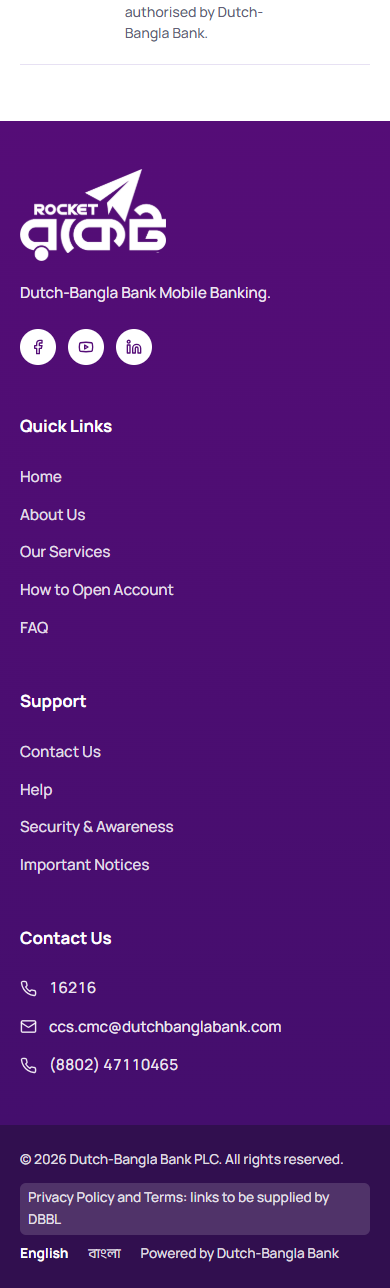 authorised by Dutch-
Bangla Bank.
ROCKET
রকেট
Dutch-Bangla Bank Mobile Banking.
Quick Links
Home
About Us
Our Services
How to Open Account
FAQ
Support
Contact Us
Help
Security & Awareness
Important Notices
Contact Us
16216
ccs.cmc@dutchbanglabank.com
(8802) 47110465
© 2026 Dutch-Bangla Bank PLC. All rights reserved.
Privacy Policy and Terms: links to be supplied by
DBBL
English বাংলা Powered by Dutch-Bangla Bank